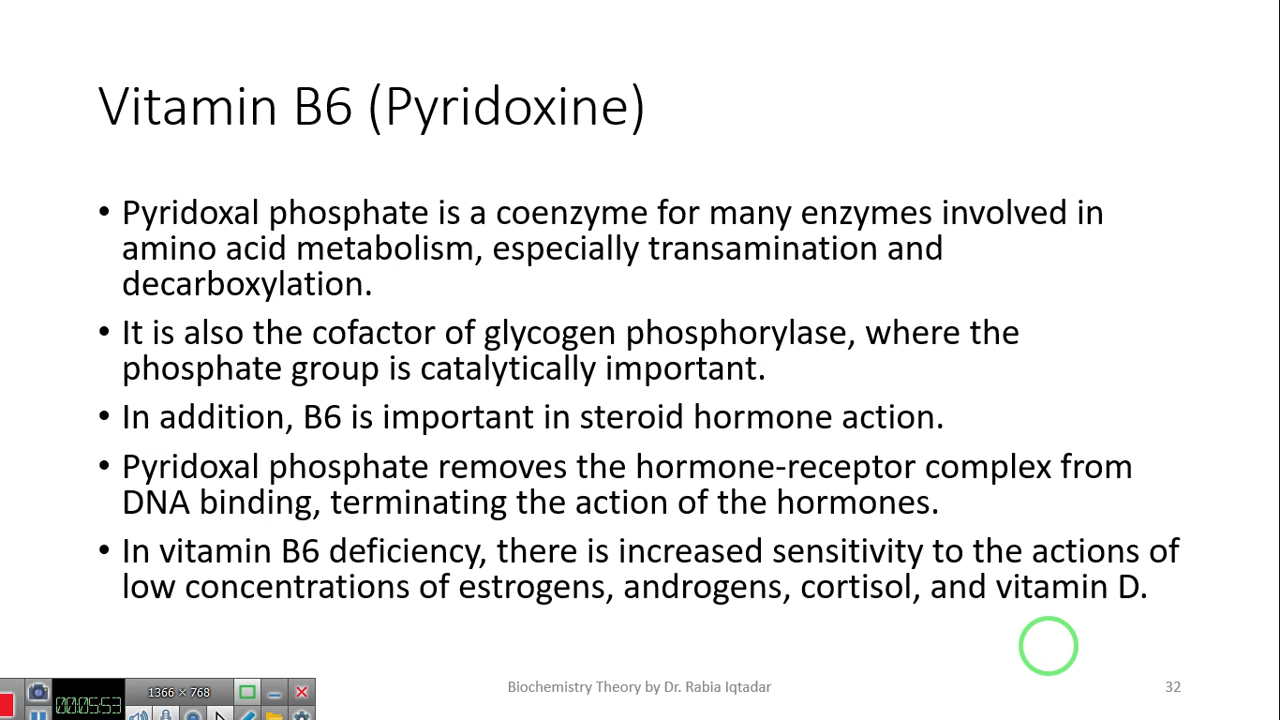 Vitamin B6 (Pyridoxine)
• Pyridoxal phosphate is a coenzyme for many enzymes involved in
amino acid metabolism, especially transamination and
decarboxylation.
• It is also the cofactor of glycogen phosphorylase, where the
phosphate group is catalytically important.
• In addition, B6 is important in steroid hormone action.
• Pyridoxal phosphate removes the hormone-receptor complex from
DNA binding, terminating the action of the hormones.
• In vitamin B6 deficiency, there is increased sensitivity to the actions of
low concentrations of estrogens, androgens, cortisol, and vitamin D.
00:05:53
1366 × 768
Biochemistry Theory by Dr. Rabia Iqtadar
32